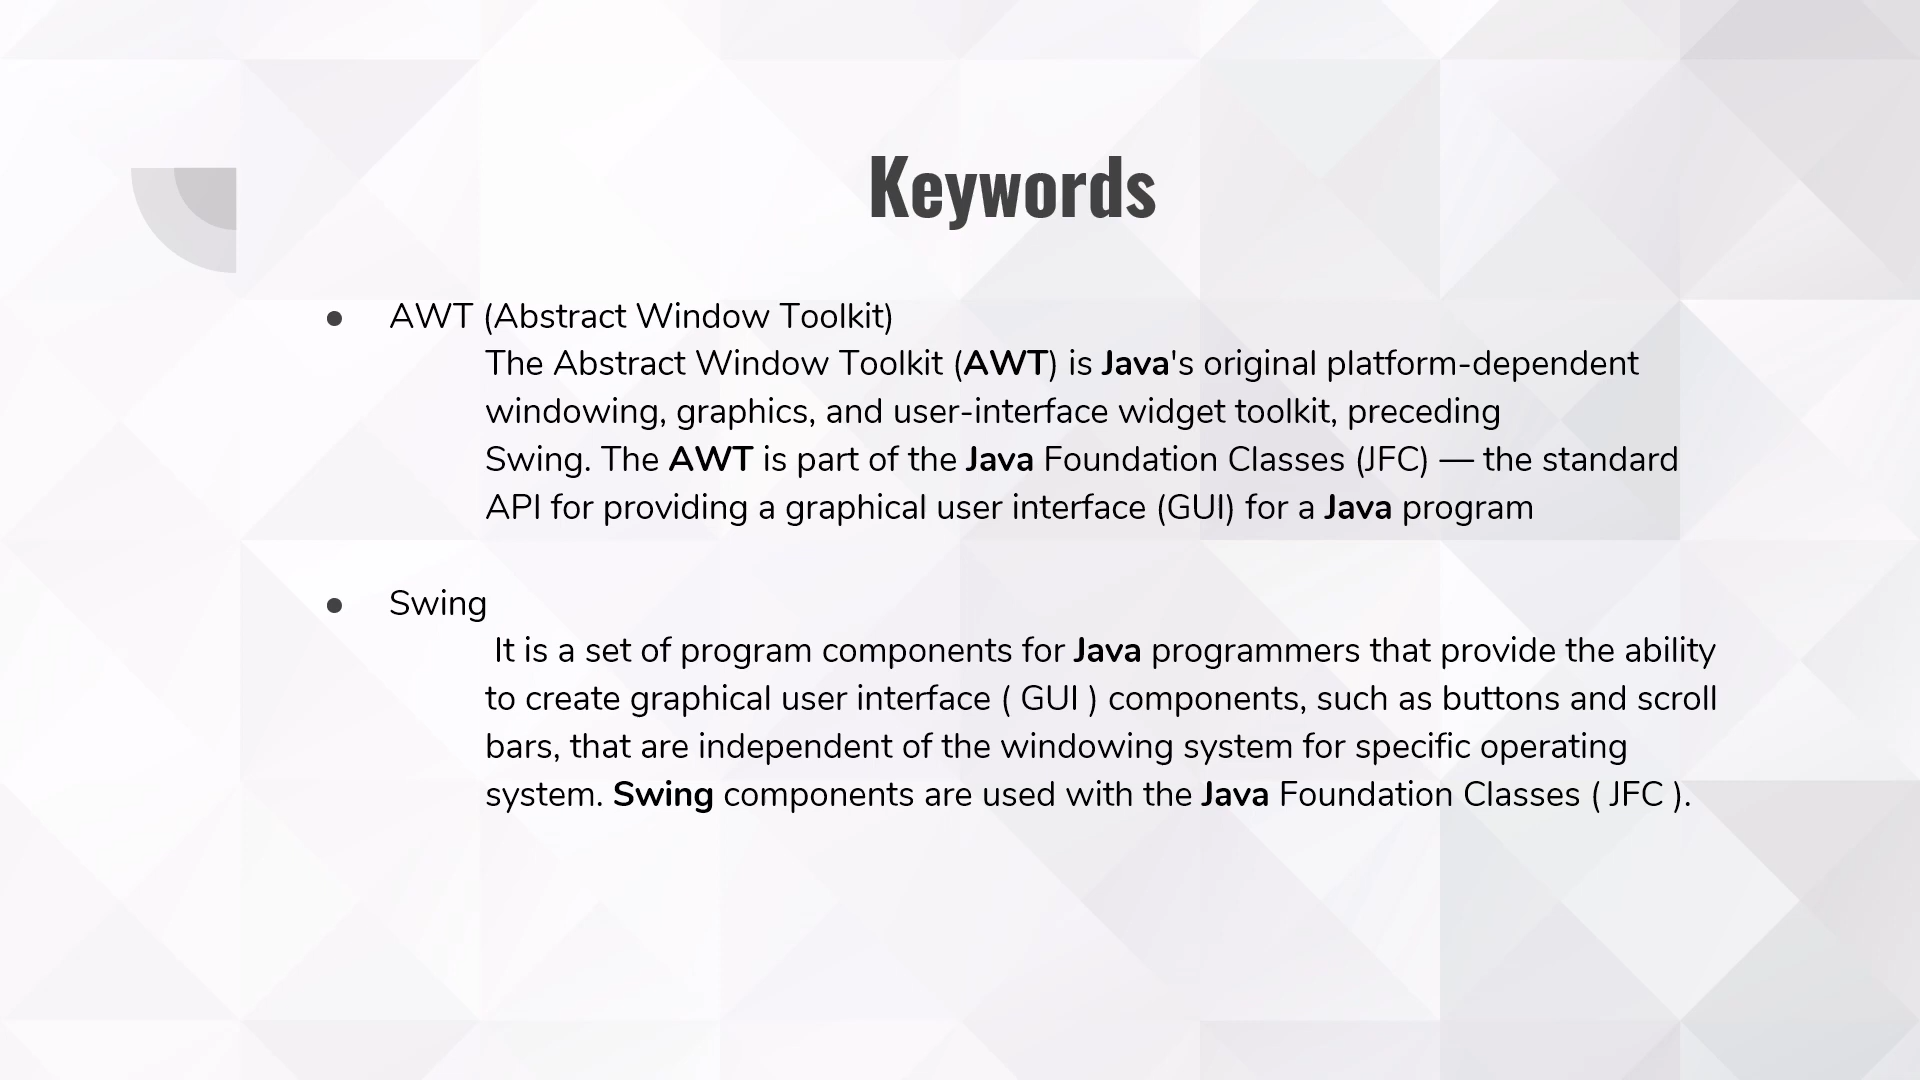 Keywords
● AWT (Abstract Window Toolkit)
The Abstract Window Toolkit (AWT) is Java's original platform-dependent
windowing, graphics, and user-interface widget toolkit, preceding
Swing. The AWT is part of the Java Foundation Classes (JFC) — the standard
API for providing a graphical user interface (GUI) for a Java program
● Swing
It is a set of program components for Java programmers that provide the ability
to create graphical user interface ( GUI ) components, such as buttons and scroll
bars, that are independent of the windowing system for specific operating
system. Swing components are used with the Java Foundation Classes ( JFC ).